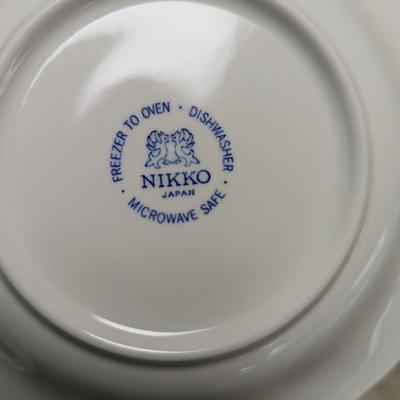 · FREEZER TO OVEN · DISHWASHER ·
MICROWAVE SAFE
NIKKO
JAPAN